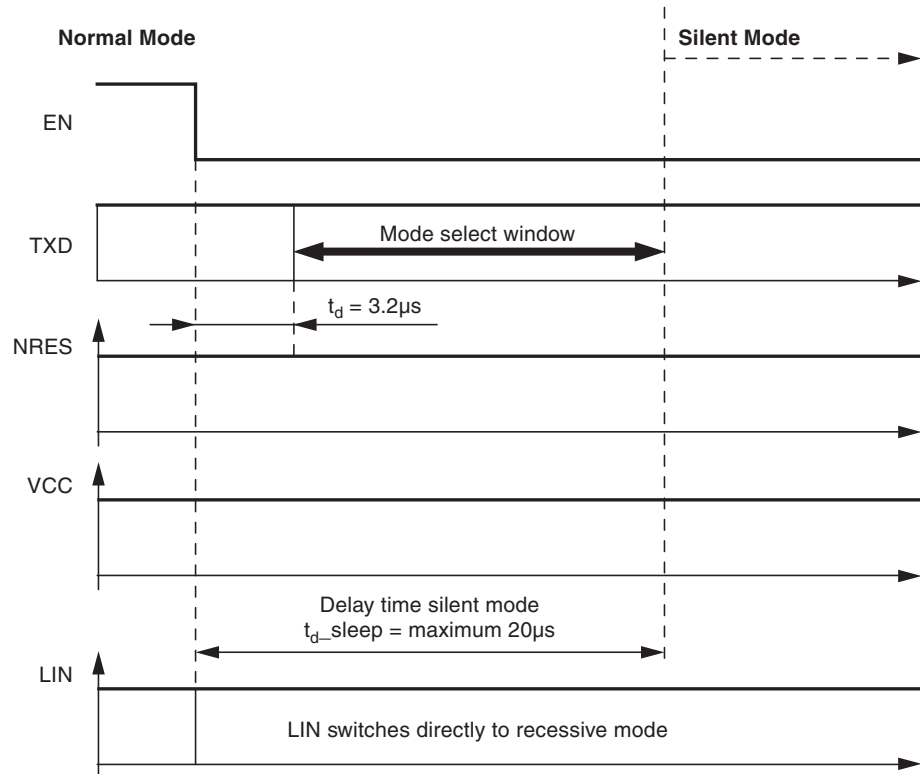 Normal Mode
Silent Mode
EN
TXD
Mode select window
t_d = 3.2µs
NRES
VCC
Delay time silent mode
t_d_sleep = maximum 20µs
LIN
LIN switches directly to recessive mode